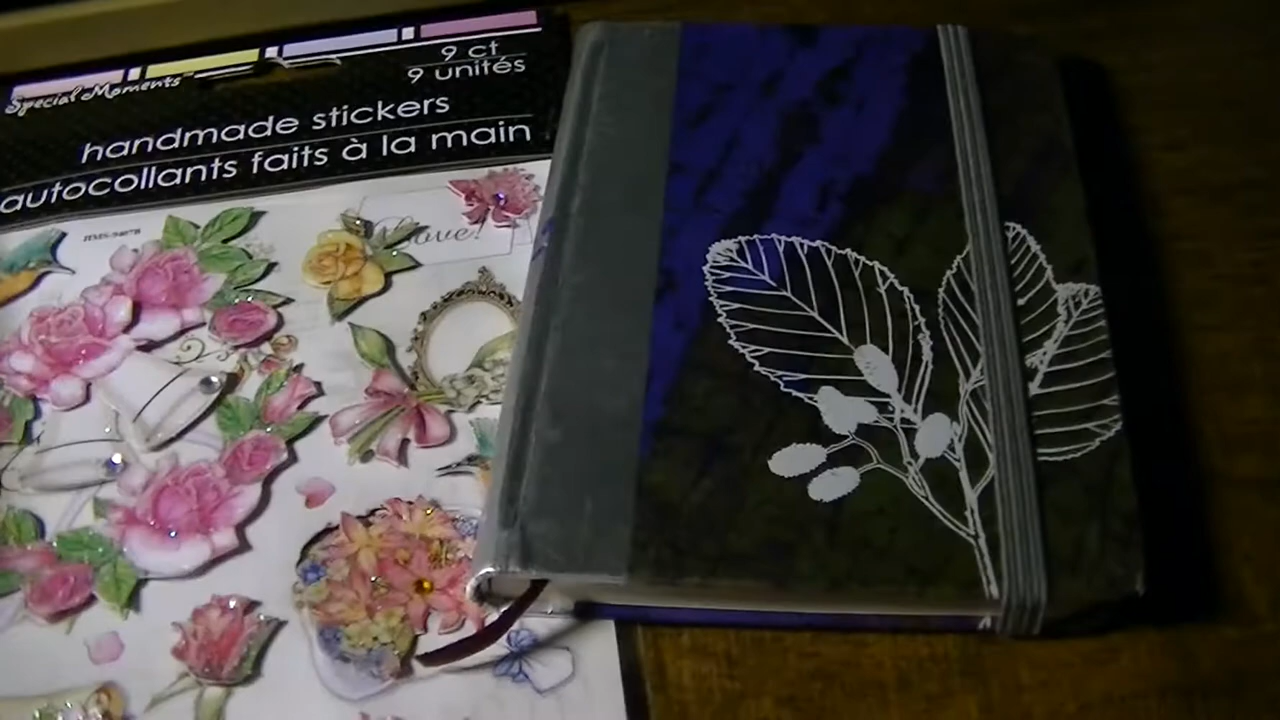 Special Moments
9 ct
9 unités
handmade stickers
autocollants faits à la main
Love!